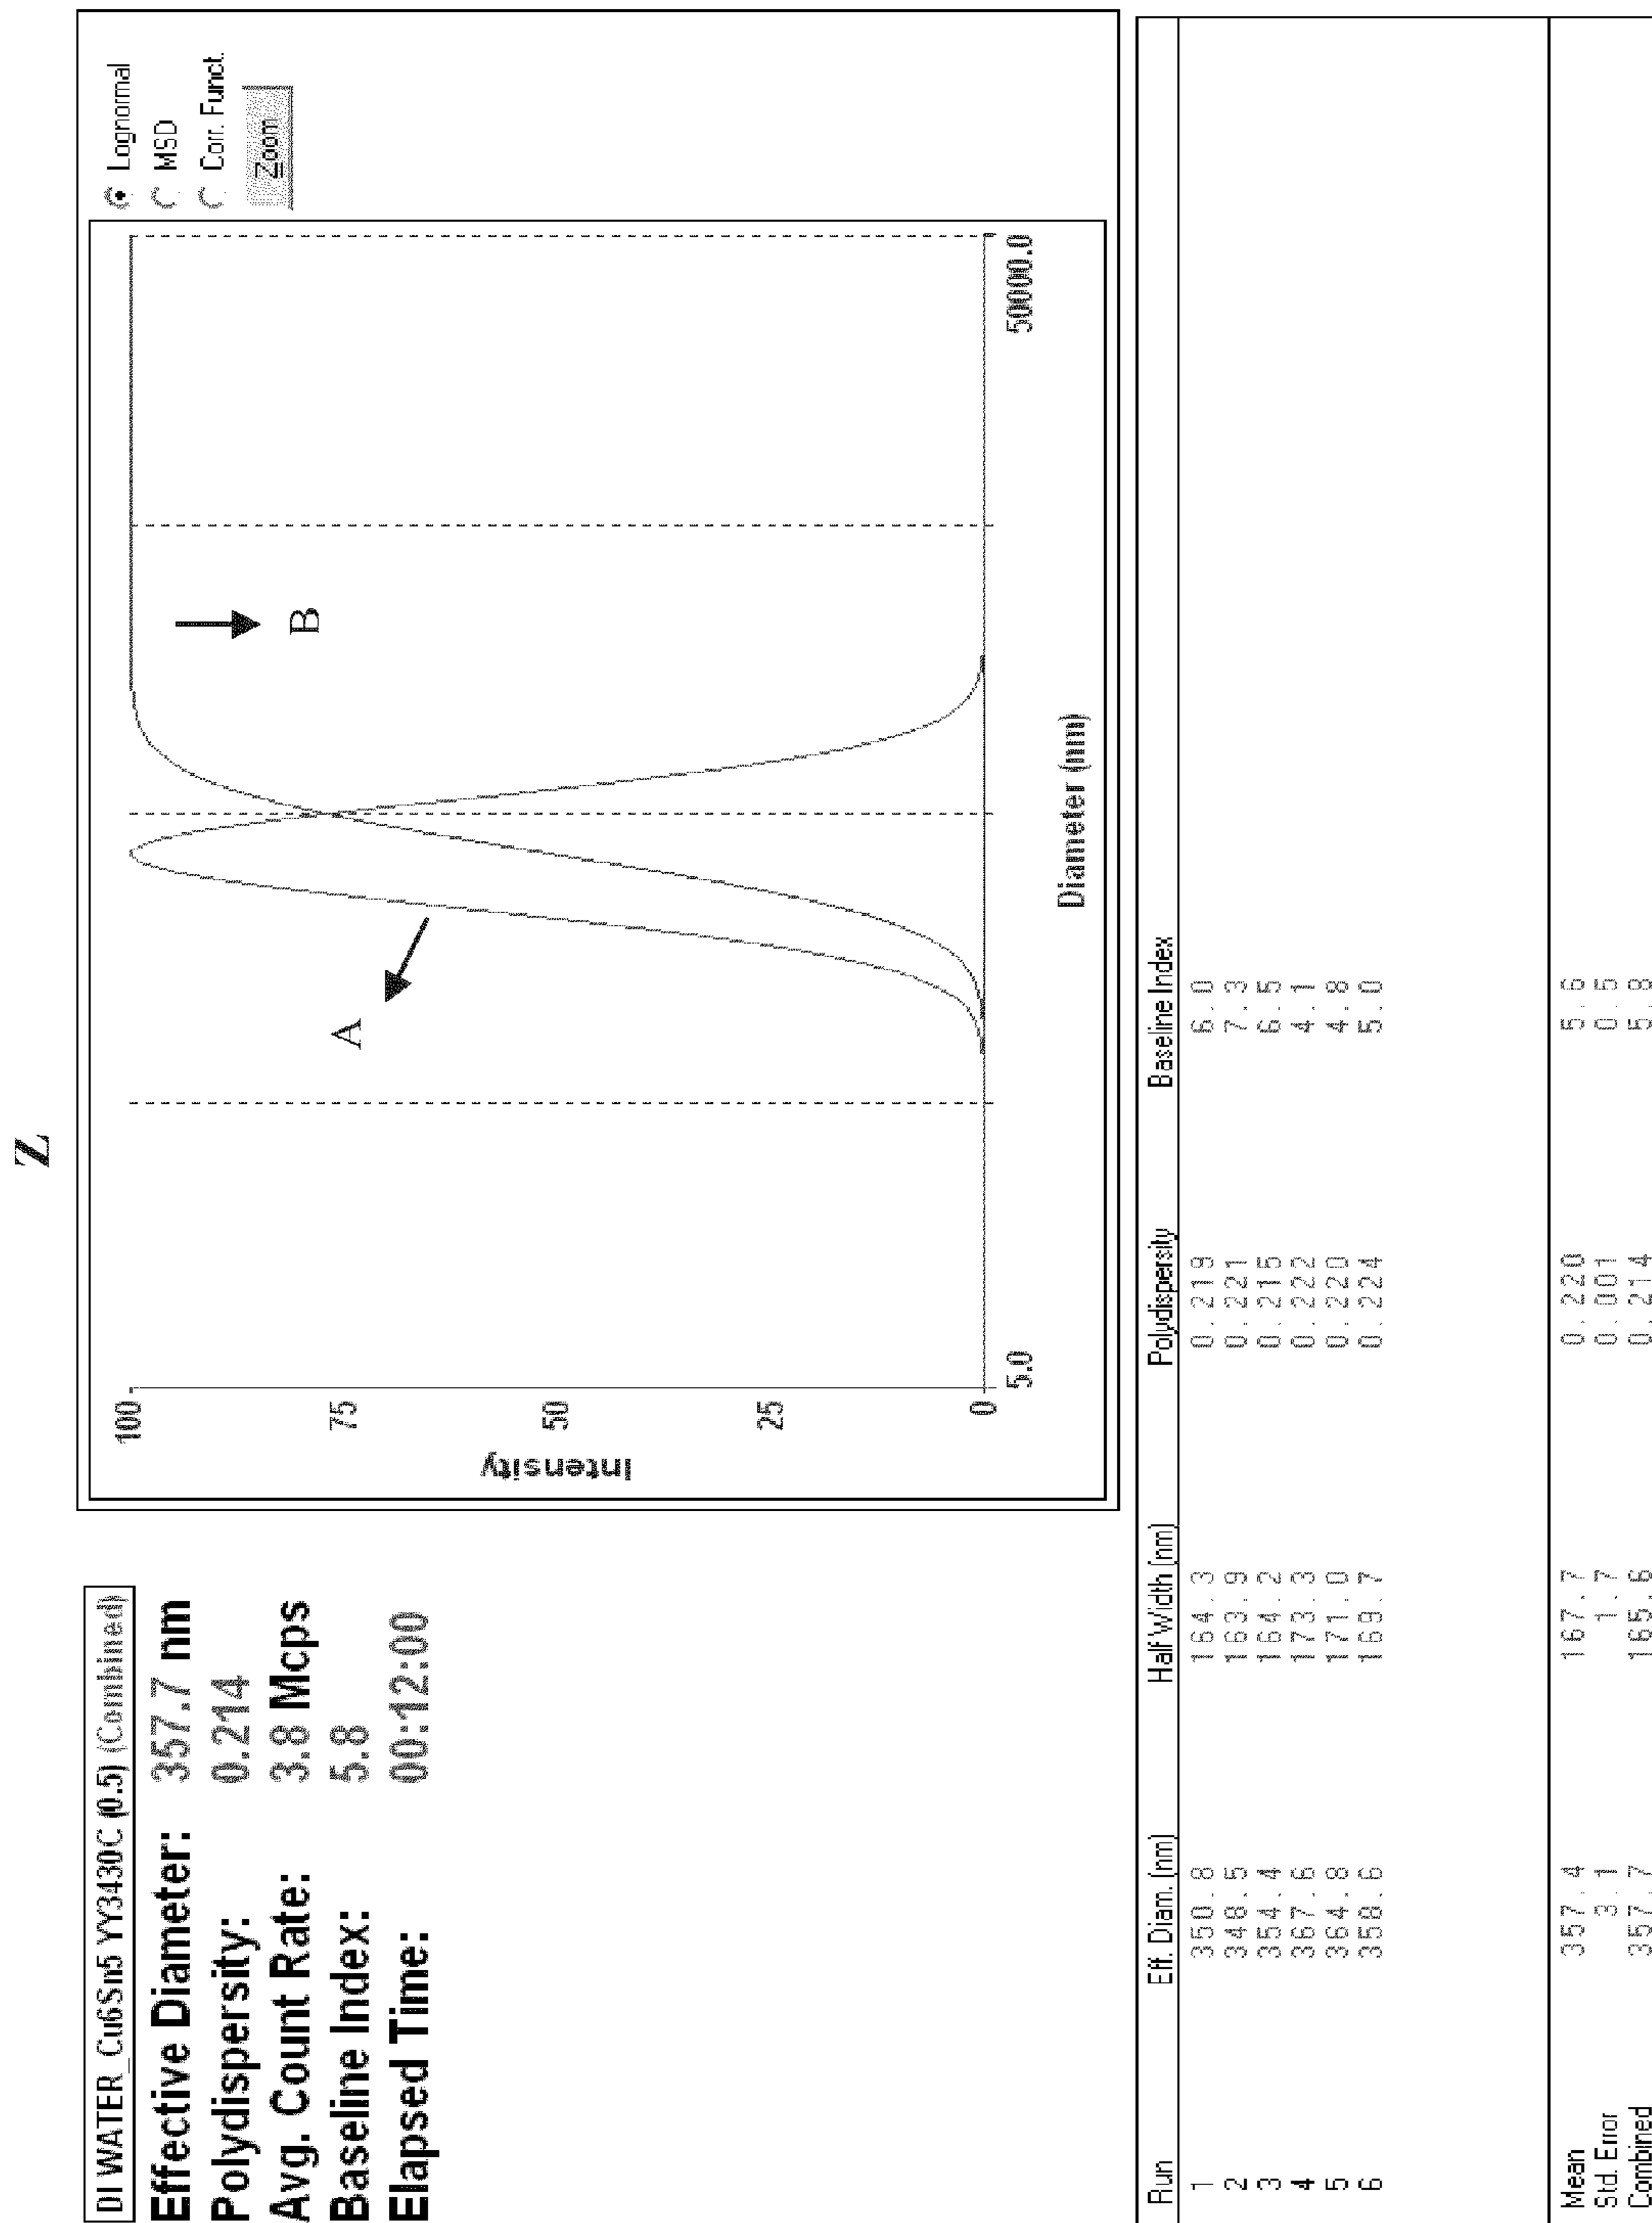 Z
DI WATER_Cu6Sn5 YY3430C (0.5) (Combined)
Effective Diameter: 357.7 nm
Polydispersity: 0.214
Avg. Count Rate: 3.8 Mcps
Baseline Index: 5.8
Elapsed Time: 00:12:00
100
75
50
25
0
Intensity
5.0
50000.0
Diameter (nm)
A
B
Lognormal
MSD
Corr. Funct.
Zoom
Run Eff. Diam. (nm) Half Width (nm) Polydispersity Baseline Index
1 350.8 164.3 0.219 6.0
2 348.5 163.9 0.221 7.3
3 354.4 164.2 0.215 6.5
4 367.6 173.3 0.222 4.1
5 364.8 171.0 0.220 4.8
6 358.6 169.7 0.224 5.0
Mean 357.4 167.7 0.220 5.6
Std. Error 3.1 1.7 0.001 0.5
Combined 357.7 165.6 0.214 5.8